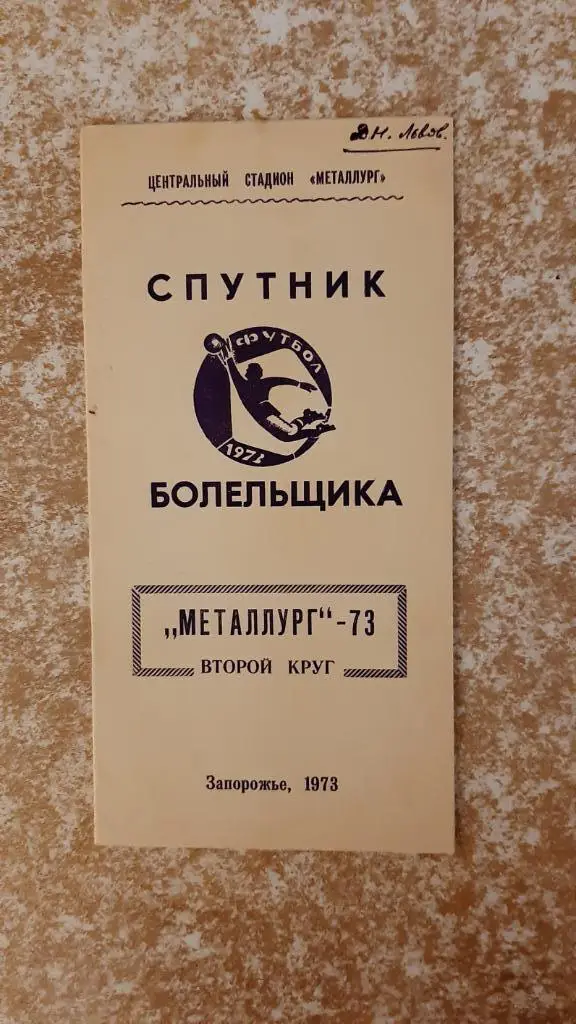 Дн. Львов.
ЦЕНТРАЛЬНЫЙ СТАДИОН «МЕТАЛЛУРГ»
СПУТНИК
ФУТБОЛ
1973
БОЛЕЛЬЩИКА
„МЕТАЛЛУРГ“-73
ВТОРОЙ КРУГ
Запорожье, 1973